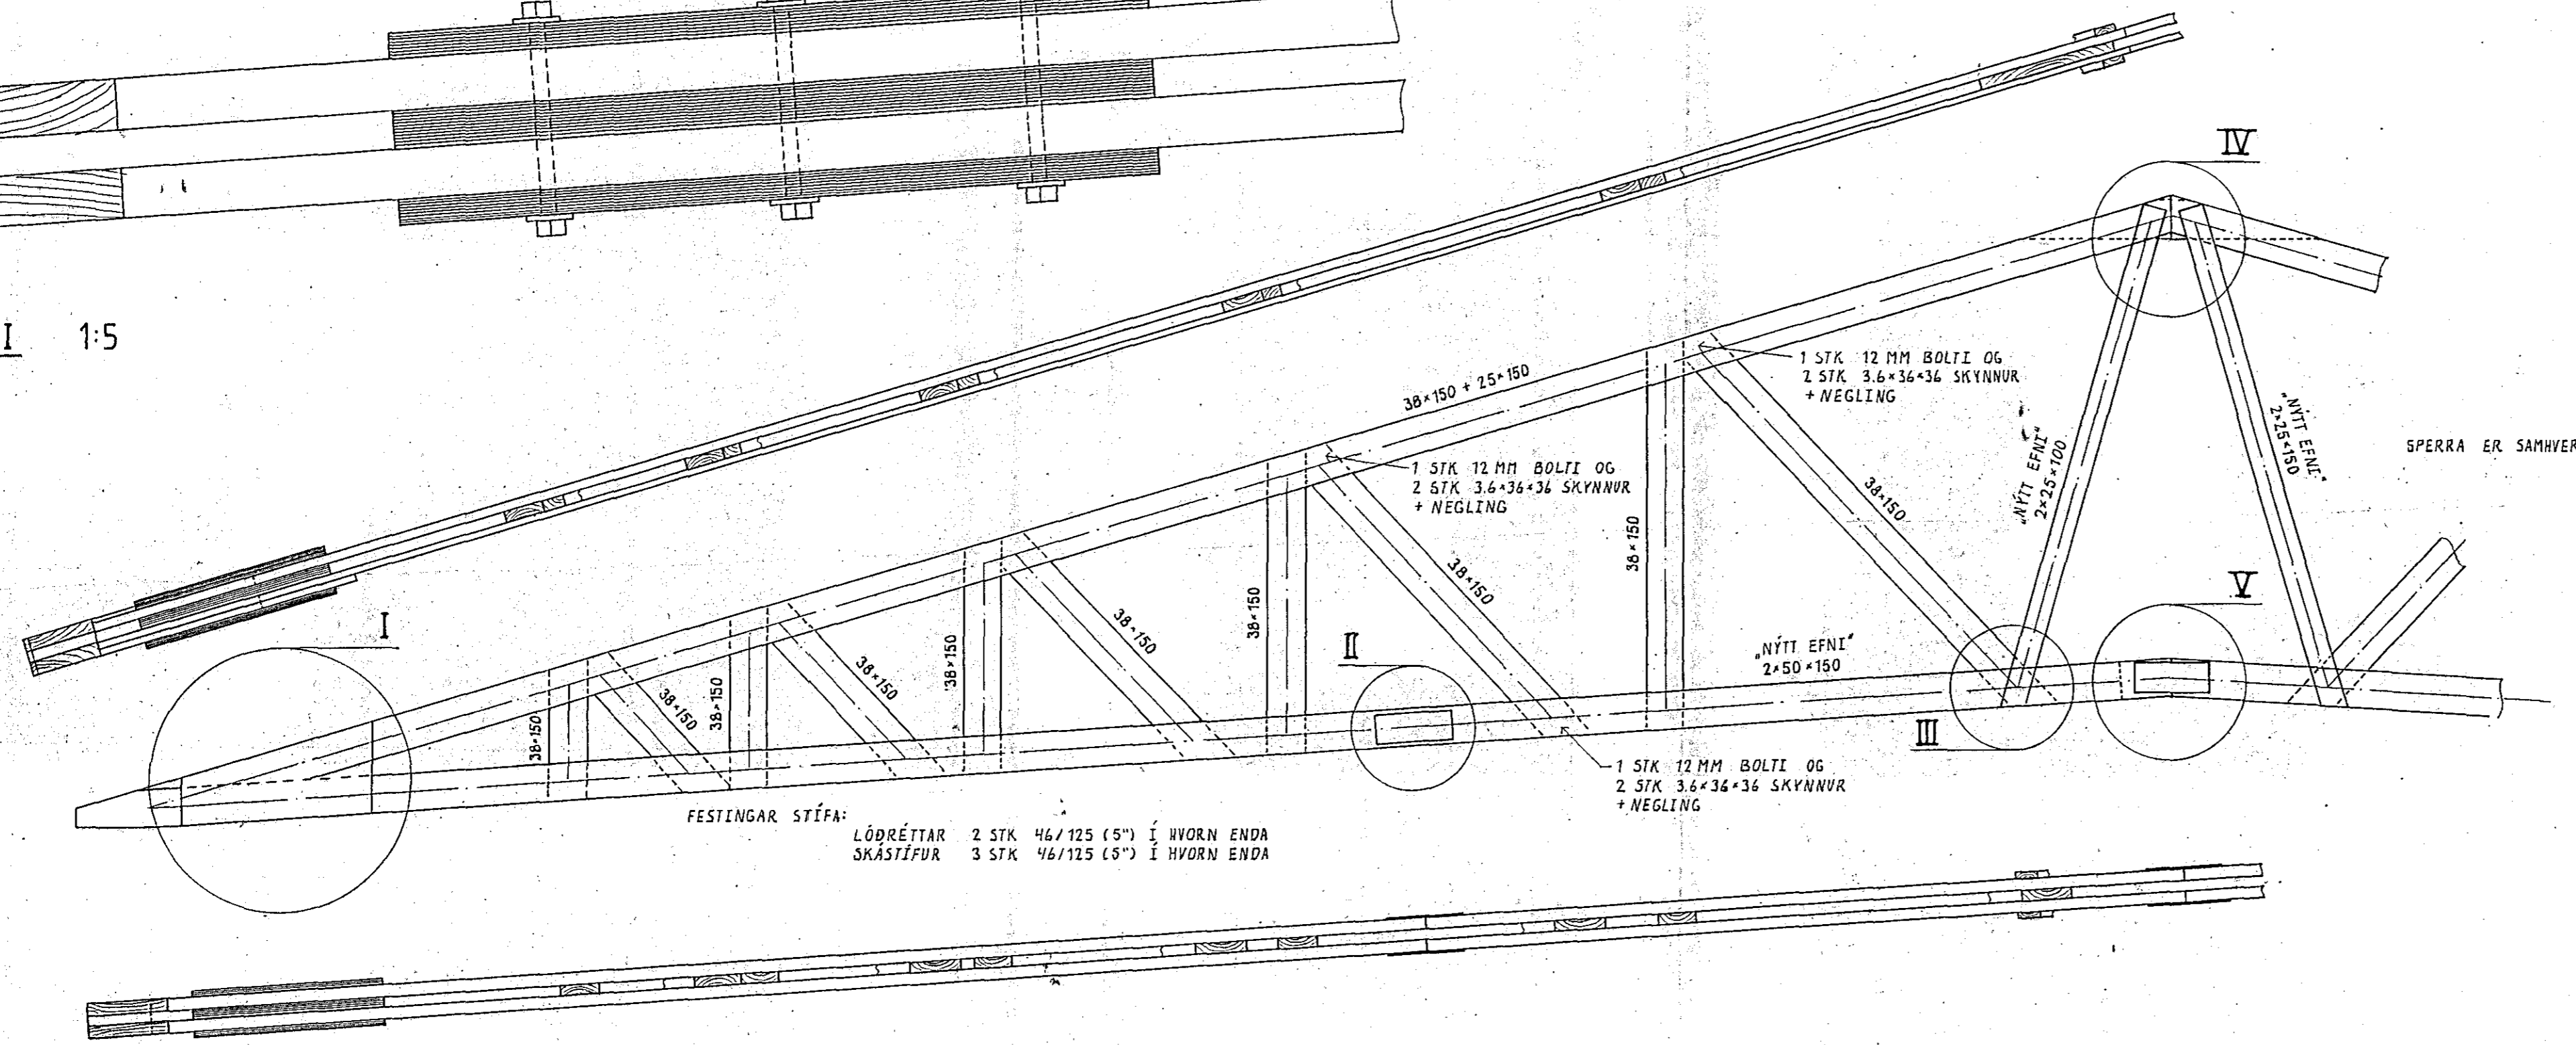 I 1:5
IV
1 STK 12 MM BOLTI OG
2 STK 3.6×36×36 SKYNNUR
+ NEGLING
38×150 + 25×150
1 STK 12 MM BOLTI OG
2 STK 3.6×36×36 SKYNNUR
+ NEGLING
„NÝTT EFNI"
2×25×100
„NÝTT EFNI"
2×25×150
SPERRA ER SAMHVER
38×150
38×150
38×150
38×150
38×150
38×150
38×150
38×150
38×150
38×150
I
II
V
„NÝTT EFNI"
2×50×150
III
1 STK 12 MM BOLTI OG
2 STK 3.6×36×36 SKYNNUR
+ NEGLING
FESTINGAR STÍFA:
LÓÐRÉTTAR 2 STK 46/125 (5") Í HVORN ENDA
SKÁSTÍFUR 3 STK 46/125 (5") Í HVORN ENDA